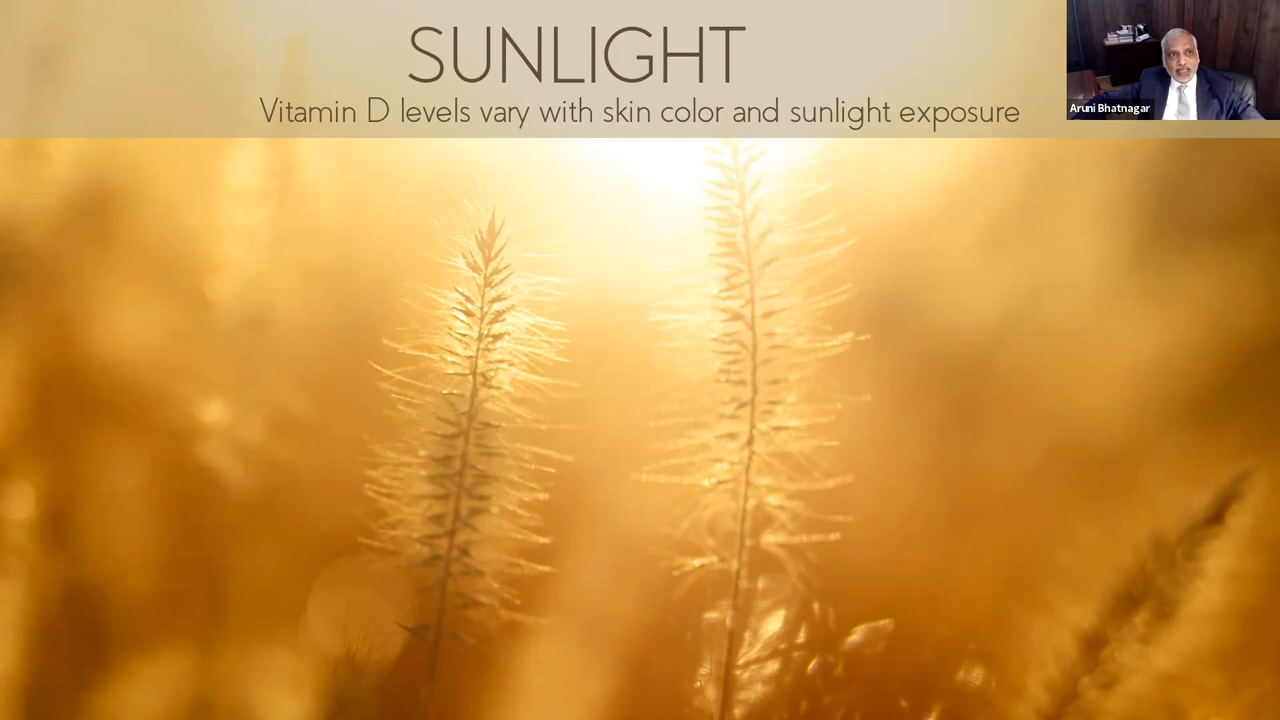 SUNLIGHT
Vitamin D levels vary with skin color and sunlight exposure
Aruni Bhatnagar